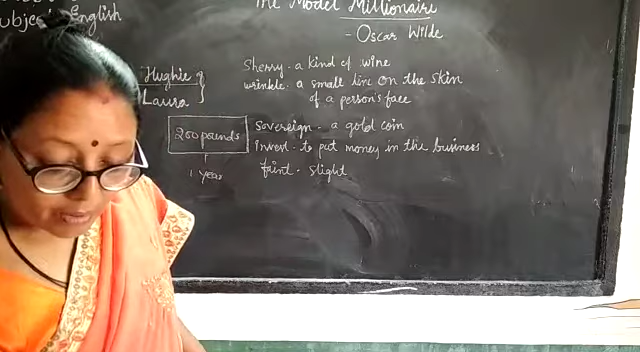 The Model Millionaire
Subject English
- Oscar Wilde
Hughie
Laura
Sherry - a kind of wine
wrinkle - a small line on the skin
of a person's face
200 pounds
1 year
Sovereign - a gold coin
Invest - to put money in the business
faint - slight